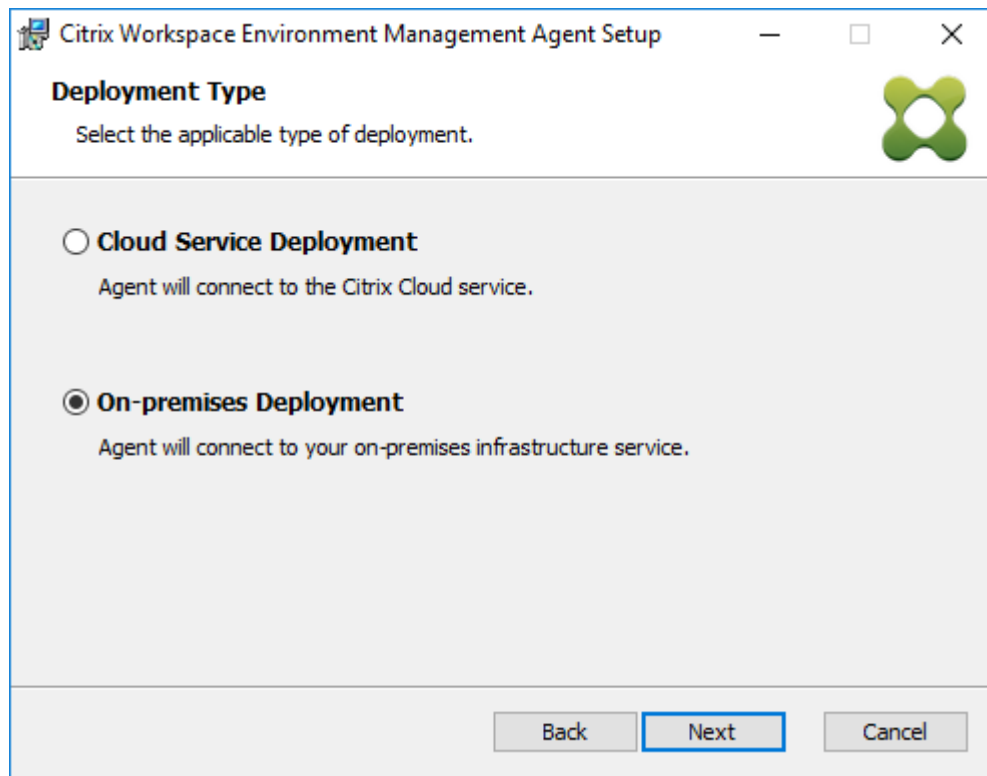 Citrix Workspace Environment Management Agent Setup
Deployment Type
Select the applicable type of deployment.
Cloud Service Deployment
Agent will connect to the Citrix Cloud service.
On-premises Deployment
Agent will connect to your on-premises infrastructure service.
Back Next Cancel